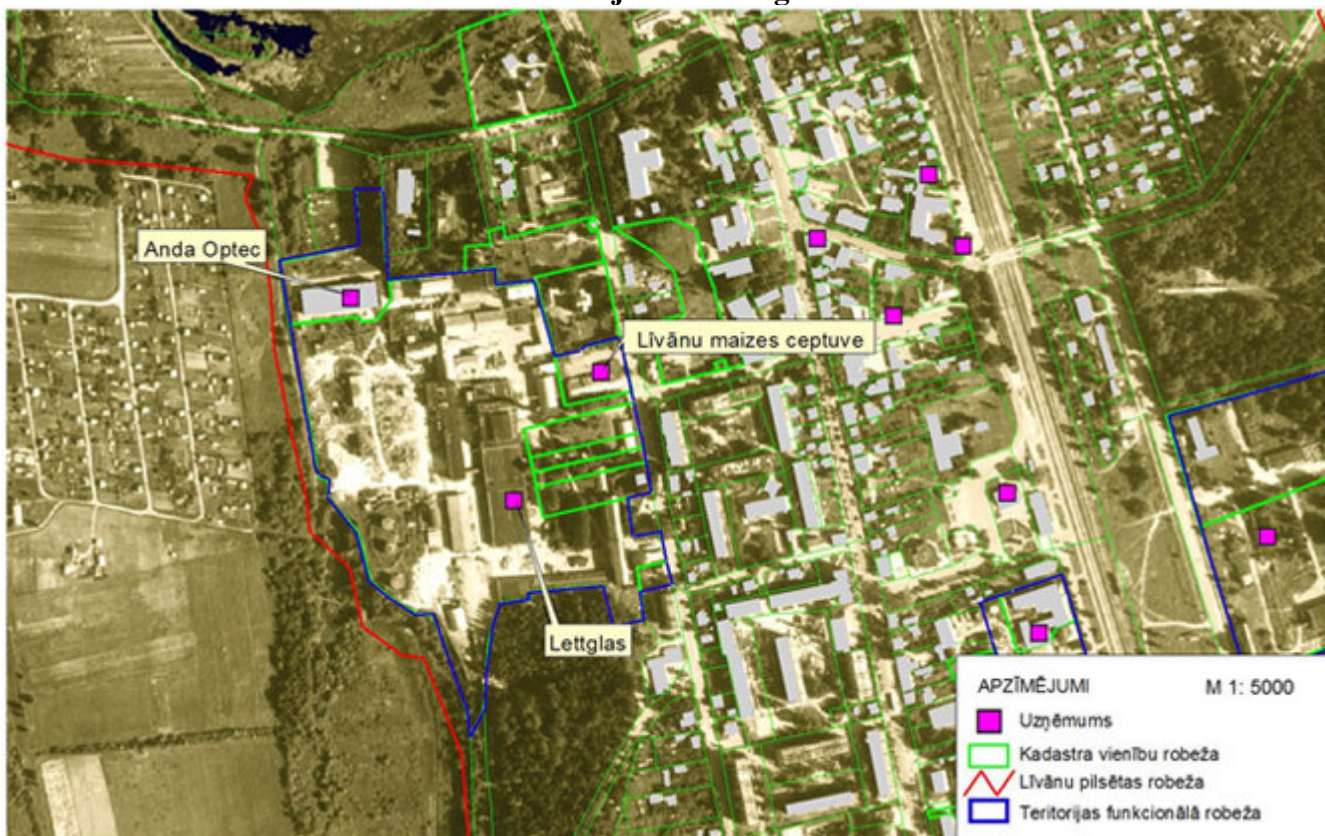 Anda Optec
Līvānu maizes ceptuve
Lettglas
APZĪMĒJUMI
M 1: 5000
Uzņēmums
Kadastra vienību robeža
Līvānu pilsētas robeža
Teritorijas funkcionālā robeža